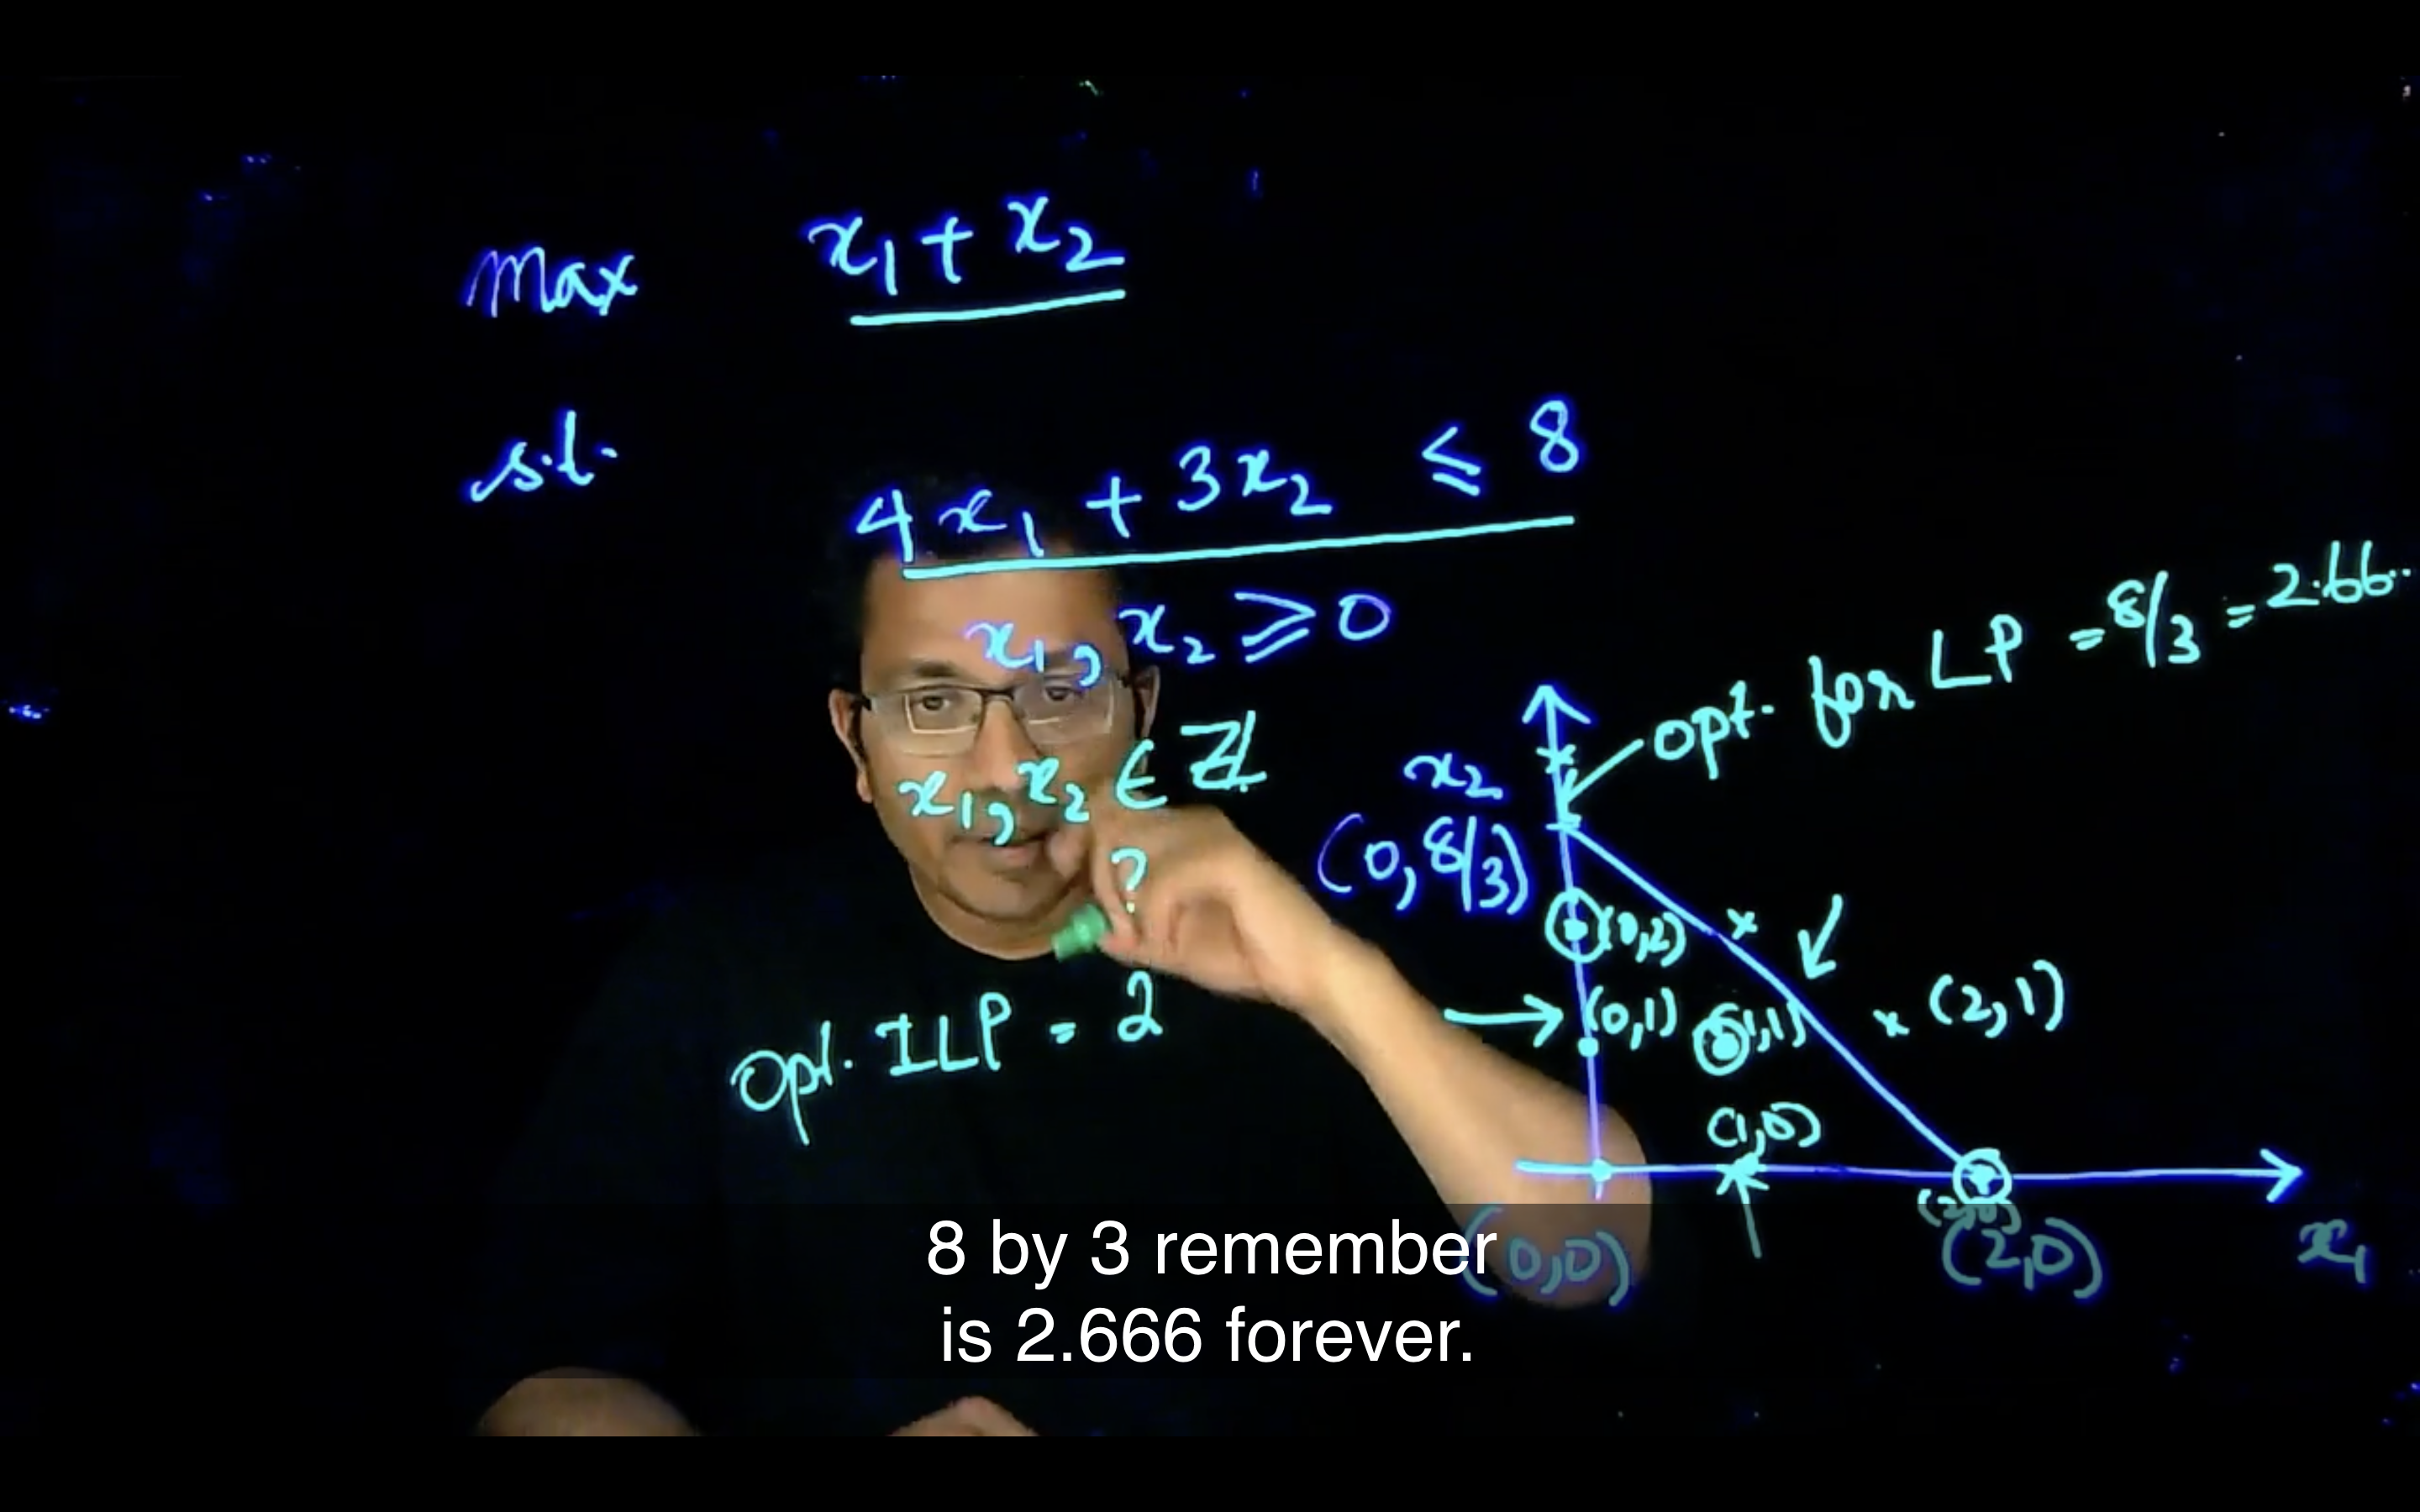 Max x₁ + x₂
s.t. 4x₁ + 3x₂ ≤ 8
x₁, x₂ ≥ 0
x₁, x₂ ∈ ℤ
?
Opt. ILP = 2
opt. for LP = 8/3 = 2.66..
x₂
(0, 8/3)
(0,2)
(0,1) (1,1) × (2,1)
(1,0)
(2,0)
(0,0) (2,0) x₁
8 by 3 remember
is 2.666 forever.